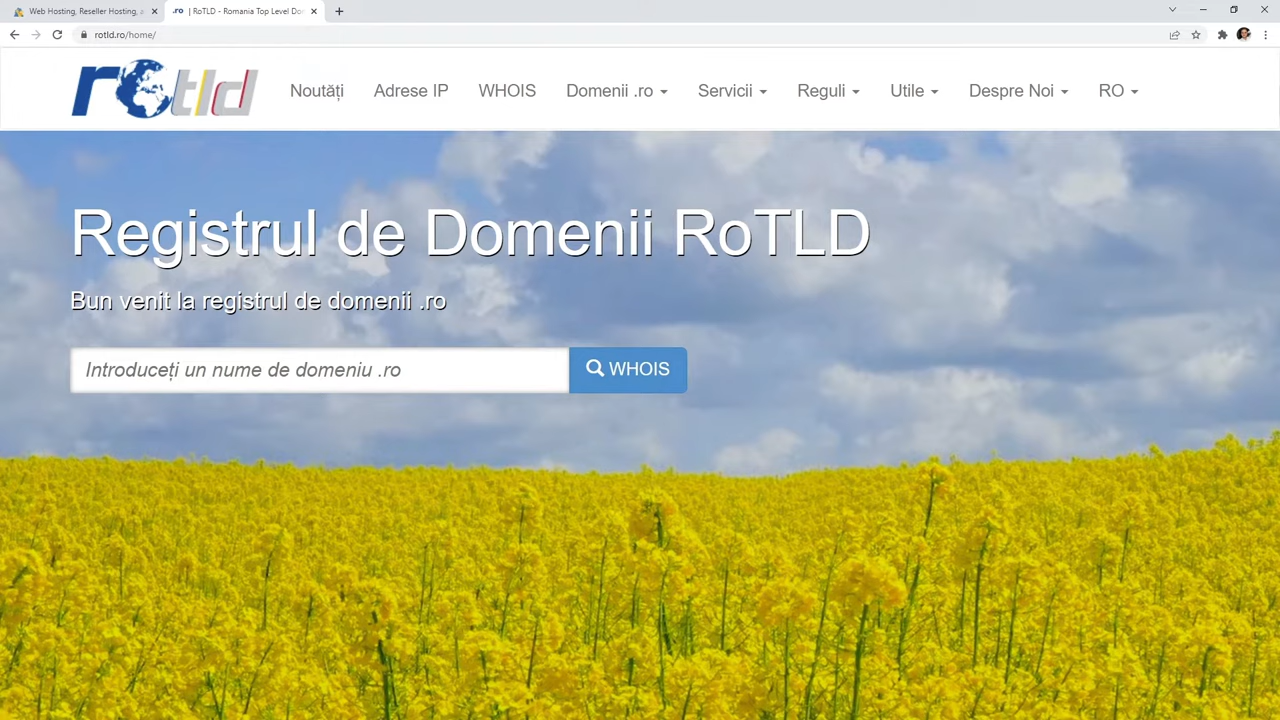 Web Hosting, Reseller Hosting, a
.ro | RoTLD - Romania Top Level Dom
rotld.ro/home/
rotld
Noutăți
Adrese IP
WHOIS
Domenii .ro
Servicii
Reguli
Utile
Despre Noi
RO
Registrul de Domenii RoTLD
Bun venit la registrul de domenii .ro
Introduceți un nume de domeniu .ro
WHOIS